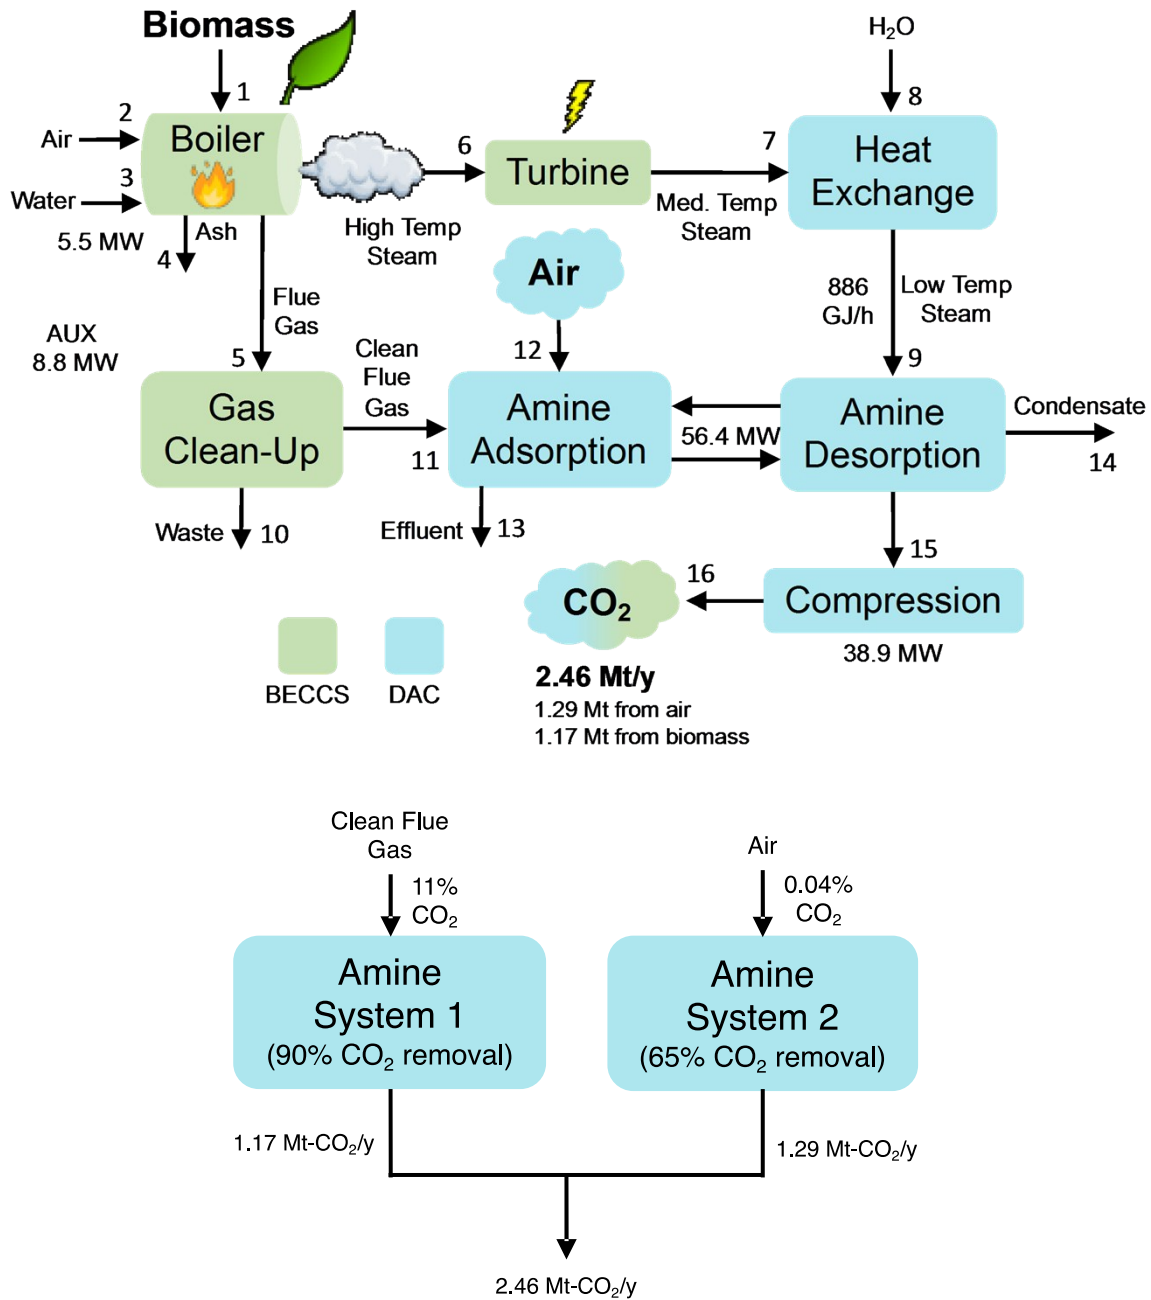 Biomass
H₂O
1
2
8
Air
Boiler
6
7
Heat
Exchange
3
Turbine
Water
5.5 MW
Ash
4
High Temp
Steam
Med. Temp
Steam
Air
886
GJ/h
Low Temp
Steam
Flue
Gas
AUX
8.8 MW
5
Clean
Flue
Gas
12
9
Gas
Clean-Up
Amine
Adsorption
56.4 MW
Amine
Desorption
Condensate
11
14
Waste
10
Effluent
13
15
16
CO₂
Compression
38.9 MW
2.46 Mt/y
1.29 Mt from air
1.17 Mt from biomass
BECCS
DAC
Clean Flue
Gas
Air
11%
CO₂
0.04%
CO₂
Amine
System 1
(90% CO₂ removal)
Amine
System 2
(65% CO₂ removal)
1.17 Mt-CO₂/y
1.29 Mt-CO₂/y
2.46 Mt-CO₂/y